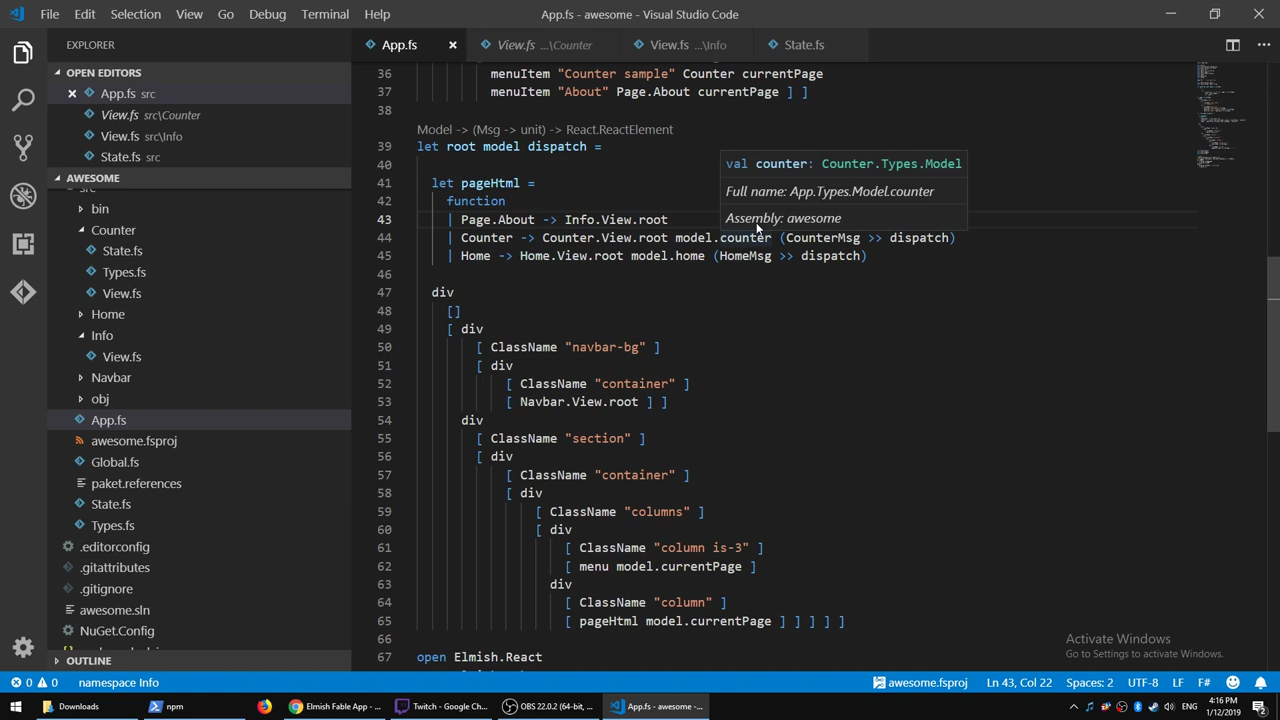 File Edit Selection View Go Debug Terminal Help
App.fs - awesome - Visual Studio Code
EXPLORER
OPEN EDITORS
App.fs src
View.fs src\Counter
View.fs src\Info
State.fs src
AWESOME
src
bin
Counter
State.fs
Types.fs
View.fs
Home
Info
View.fs
Navbar
obj
App.fs
awesome.fsproj
Global.fs
paket.references
State.fs
Types.fs
.editorconfig
.gitattributes
.gitignore
awesome.sln
NuGet.Config
OUTLINE
App.fs View.fs ...\Counter View.fs ...\Info State.fs
36 menuItem "Counter sample" Counter currentPage
37 menuItem "About" Page.About currentPage ] ]
38
Model -> (Msg -> unit) -> React.ReactElement
39 let root model dispatch =
40
41 let pageHtml =
42 function
43 | Page.About -> Info.View.root
44 | Counter -> Counter.View.root model.counter (CounterMsg >> dispatch)
45 | Home -> Home.View.root model.home (HomeMsg >> dispatch)
46
47 div
48 []
49 [ div
50 [ ClassName "navbar-bg" ]
51 [ div
52 [ ClassName "container" ]
53 [ Navbar.View.root ] ]
54 div
55 [ ClassName "section" ]
56 [ div
57 [ ClassName "container" ]
58 [ div
59 [ ClassName "columns" ]
60 [ div
61 [ ClassName "column is-3" ]
62 [ menu model.currentPage ]
63 div
64 [ ClassName "column" ]
65 [ pageHtml model.currentPage ] ] ] ] ]
66
67 open Elmish.React
val counter: Counter.Types.Model
Full name: App.Types.Model.counter
Assembly: awesome
Activate Windows
Go to Settings to activate Windows.
0 0 namespace Info
awesome.fsproj Ln 43, Col 22 Spaces: 2 UTF-8 LF F#
Downloads npm Elmish Fable App - ... Twitch - Google Ch... OBS 22.0.2 (64-bit, ... App.fs - awesome -...
4:16 PM
1/12/2019